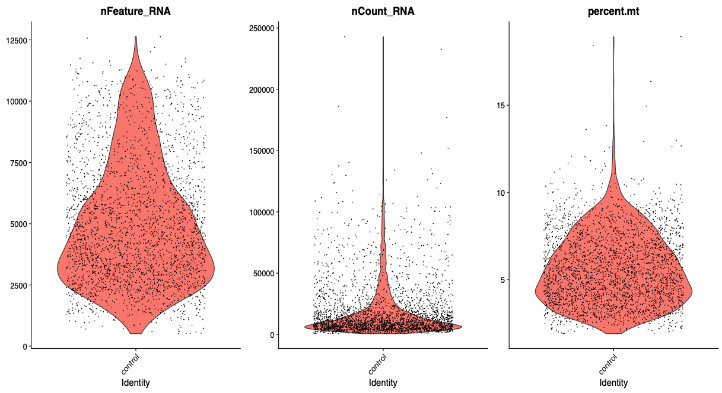 nFeature_RNA
12500
10000
7500
5000
2500
0
control
Identity
nCount_RNA
250000
200000
150000
100000
50000
0
control
Identity
percent.mt
15
10
5
control
Identity